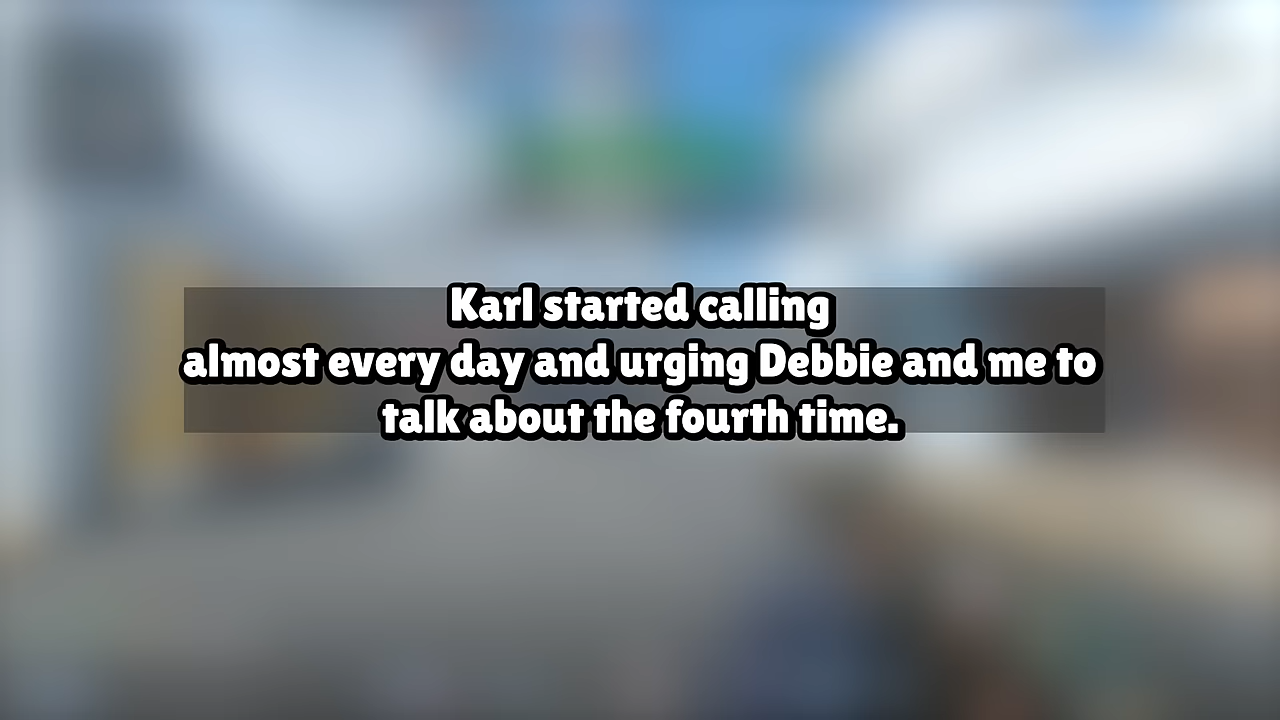 Karl started calling
almost every day and urging Debbie and me to
talk about the fourth time.